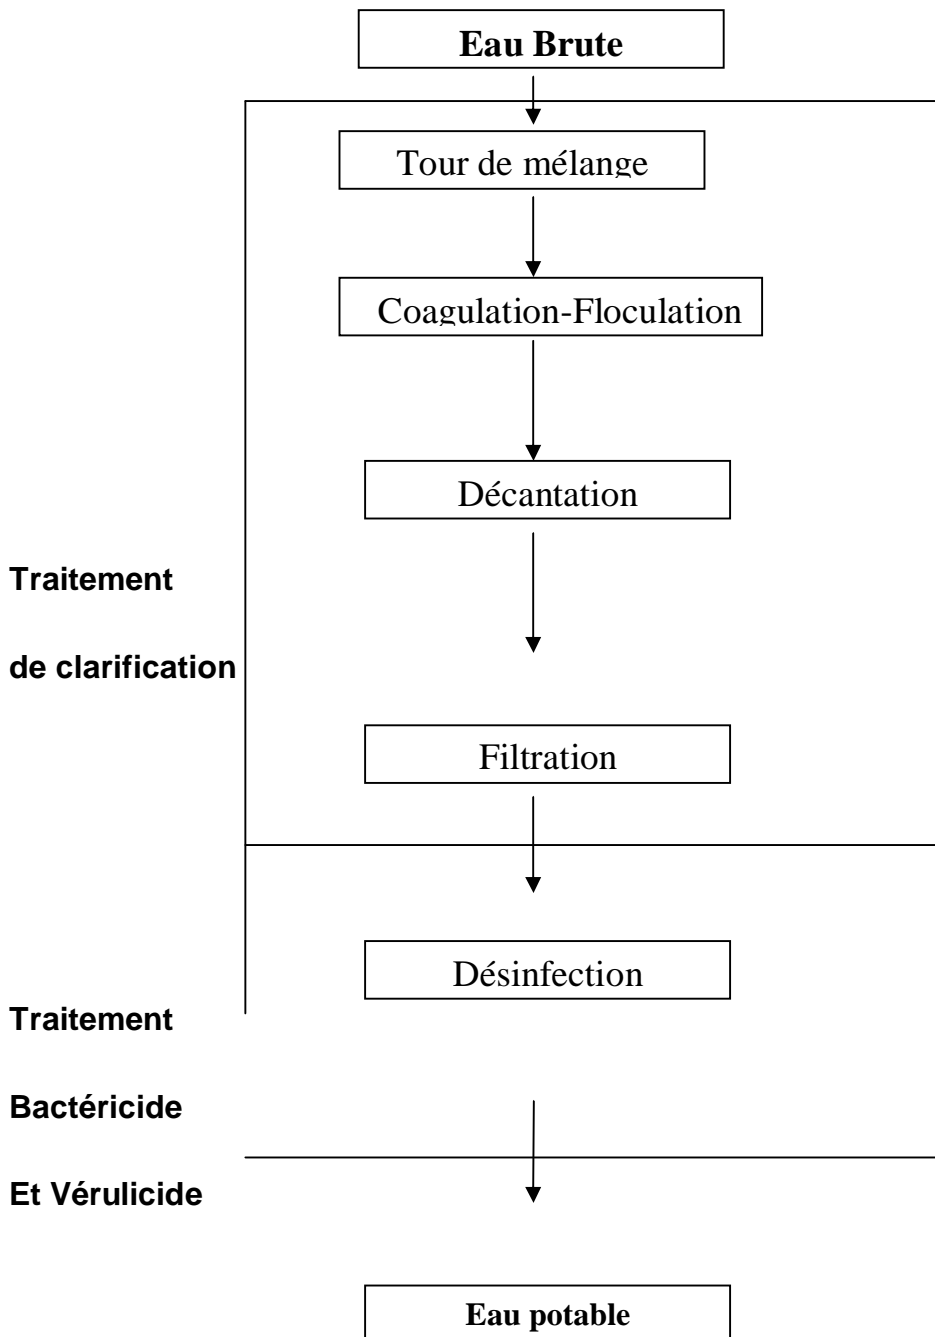 Eau Brute
Tour de mélange
Coagulation-Floculation
Décantation
Traitement
de clarification
Filtration
Désinfection
Traitement
Bactéricide
Et Vérulicide
Eau potable